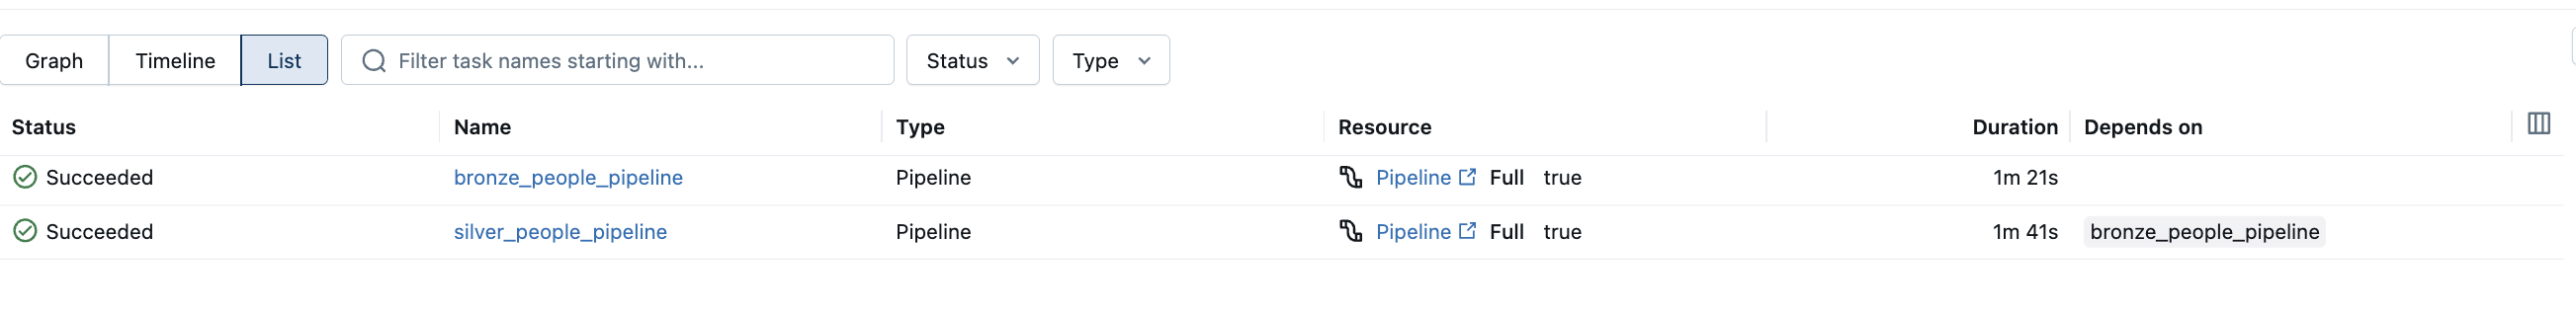 Graph Timeline List Filter task names starting with... Status Type
Status Name Type Resource Duration Depends on
Succeeded bronze_people_pipeline Pipeline Pipeline Full true 1m 21s
Succeeded silver_people_pipeline Pipeline Pipeline Full true 1m 41s bronze_people_pipeline